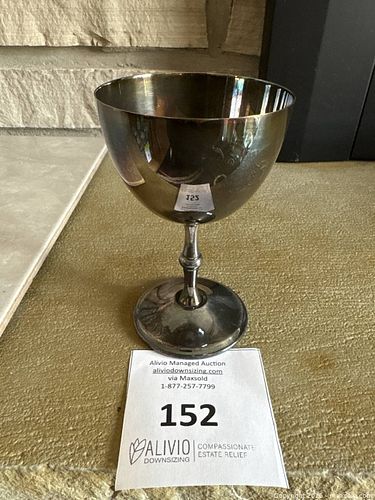 Alivio Managed Auction
aliviodownsizing.com
via Maxsold
1-877-257-7799
152
ALIVIO
DOWNSIZING
COMPASSIONATE
ESTATE RELIEF